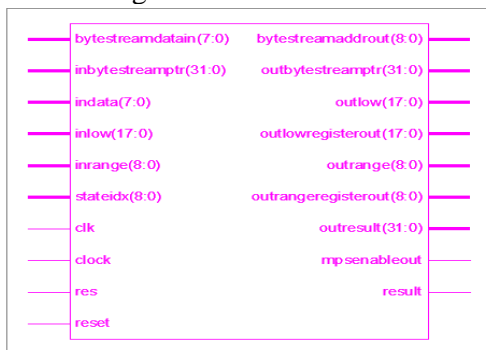 bytestreamdatain(7:0) bytestreamaddrout(8:0)
inbytestreamptr(31:0) outbytestreamptr(31:0)
indata(7:0) outlow(17:0)
inlow(17:0) outlowregisterout(17:0)
inrange(8:0) outrange(8:0)
stateidx(8:0) outrangeregisterout(8:0)
clk outresult(31:0)
clock mpsenableout
res result
reset